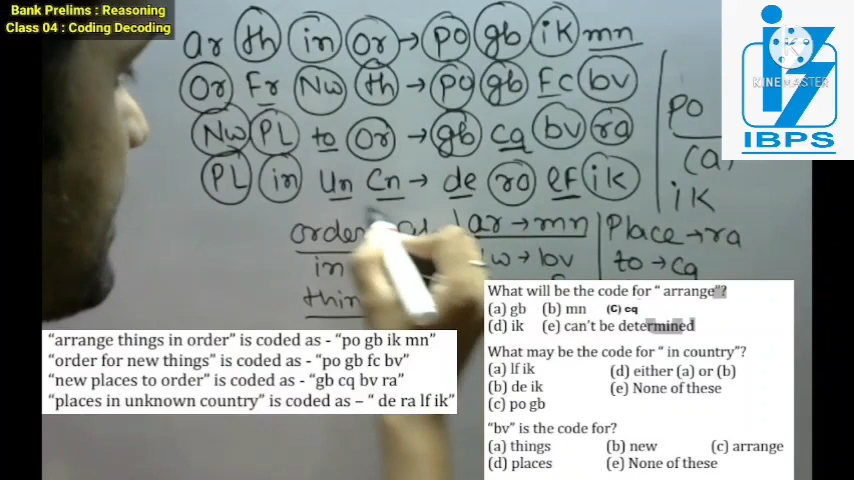 Bank Prelims : Reasoning
Class 04 : Coding Decoding
ar th in Or → po gb ik mn
Or Fr Nw th → po gb Fc bv
Nw PL to Or → gb cq bv ra
PL in Un Cn → de ro lf ik
po
ik
order
ar → mn
Place → ra
in
w → bv
to → cq
thin
IBPS
KINEMASTER
"arrange things in order" is coded as - "po gb ik mn"
"order for new things" is coded as - "po gb fc bv"
"new places to order" is coded as - "gb cq bv ra"
"places in unknown country" is coded as – " de ra lf ik"
What will be the code for " arrange"?
(a) gb (b) mn (C) cq
(d) ik (e) can't be determined
What may be the code for " in country"?
(a) lf ik (d) either (a) or (b)
(b) de ik (e) None of these
(c) po gb
"bv" is the code for?
(a) things (b) new (c) arrange
(d) places (e) None of these